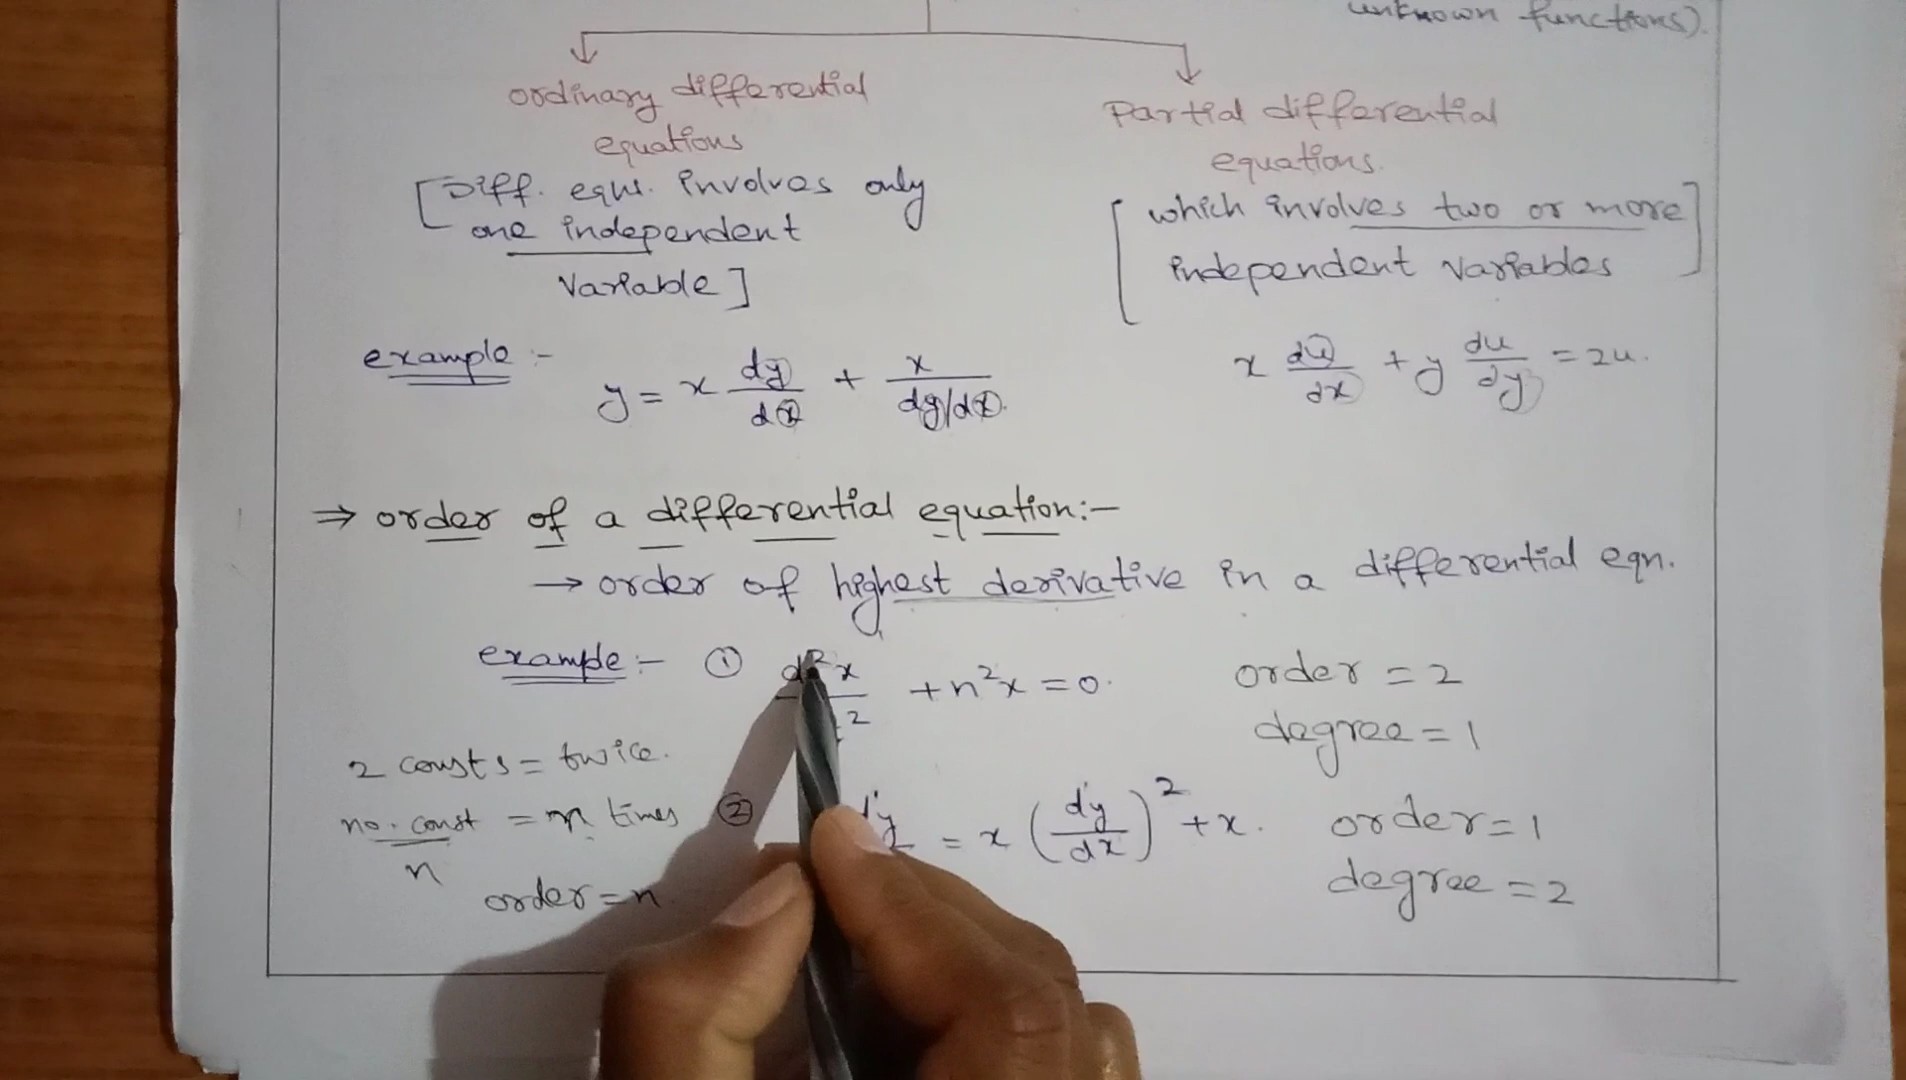 unknown functions).
ordinary differential
equations
[Diff. eqns. involves only
one independent
variable]
Partial differential
equations.
[which involves two or more
independent variables]
example :-
y = x dy/dx + x/(dy/dx).
x du/dx + y du/dy = 2u.
⇒ order of a differential equation:-
→ order of highest derivative in a differential eqn.
example:- ① d²x/ ² + n²x = 0.
order = 2
degree = 1
2 consts = twice.
no. const = n times
n
order = n.
② = x (dy/dx)² + x.
order = 1
degree = 2